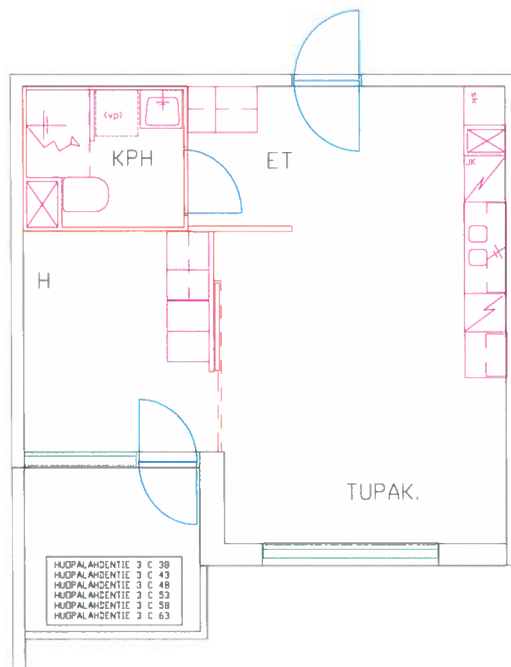 SK
(vp)
KPH
ET
JK
H
TUPAK.
HUOPALAHDENTIE 3 C 38
HUOPALAHDENTIE 3 C 43
HUOPALAHDENTIE 3 C 48
HUOPALAHDENTIE 3 C 53
HUOPALAHDENTIE 3 C 58
HUOPALAHDENTIE 3 C 63